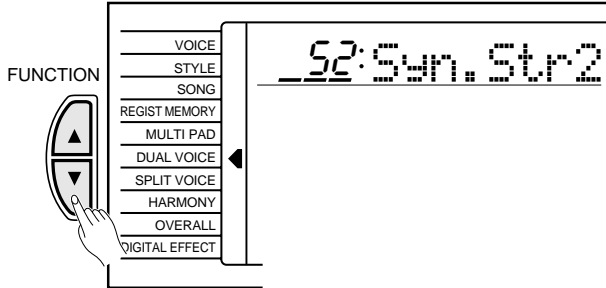 FUNCTION
VOICE
STYLE
SONG
REGIST MEMORY
MULTI PAD
DUAL VOICE
SPLIT VOICE
HARMONY
OVERALL
DIGITAL EFFECT
_52:Syn.Str2